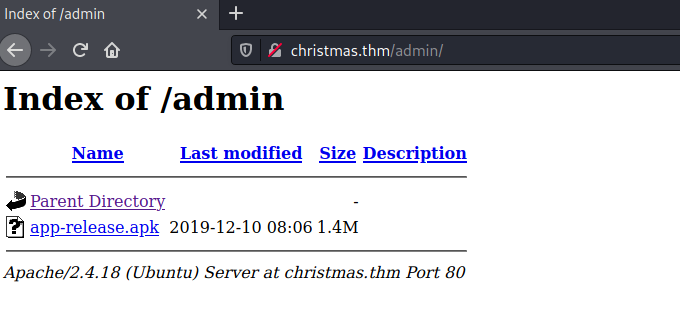 Index of /admin
christmas.thm/admin/
Index of /admin
Name Last modified Size Description
Parent Directory -
app-release.apk 2019-12-10 08:06 1.4M
Apache/2.4.18 (Ubuntu) Server at christmas.thm Port 80